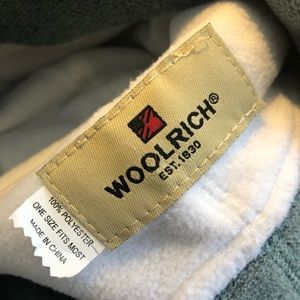 WOOLRICH®
EST. 1830
100% POLYESTER
ONE SIZE FITS MOST
MADE IN CHINA